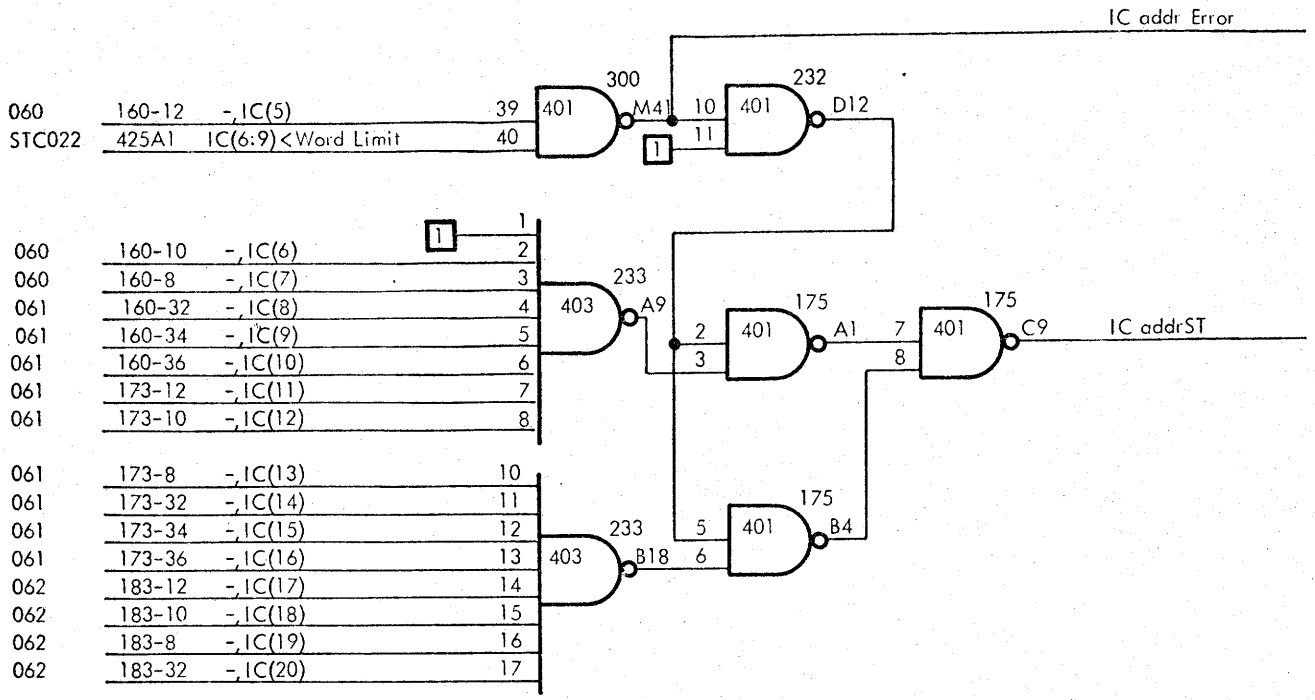 IC addr Error
300
232
060 160-12 -,IC(5) 39 401 M41 10 401 D12
STC022 425A1 IC(6:9)<Word Limit 40 1 11
1 1
060 160-10 -,IC(6) 2
060 160-8 -,IC(7) 3 233
061 160-32 -,IC(8) 4 403 A9 175 175
061 160-34 -,IC(9) 5 2 401 A1 7 401 C9 IC addrST
061 160-36 -,IC(10) 6 3 8
061 173-12 -,IC(11) 7
061 173-10 -,IC(12) 8
061 173-8 -,IC(13) 10
061 173-32 -,IC(14) 11
061 173-34 -,IC(15) 12 233 5 401 175 B4
061 173-36 -,IC(16) 13 403 B18 6
062 183-12 -,IC(17) 14
062 183-10 -,IC(18) 15
062 183-8 -,IC(19) 16
062 183-32 -,IC(20) 17